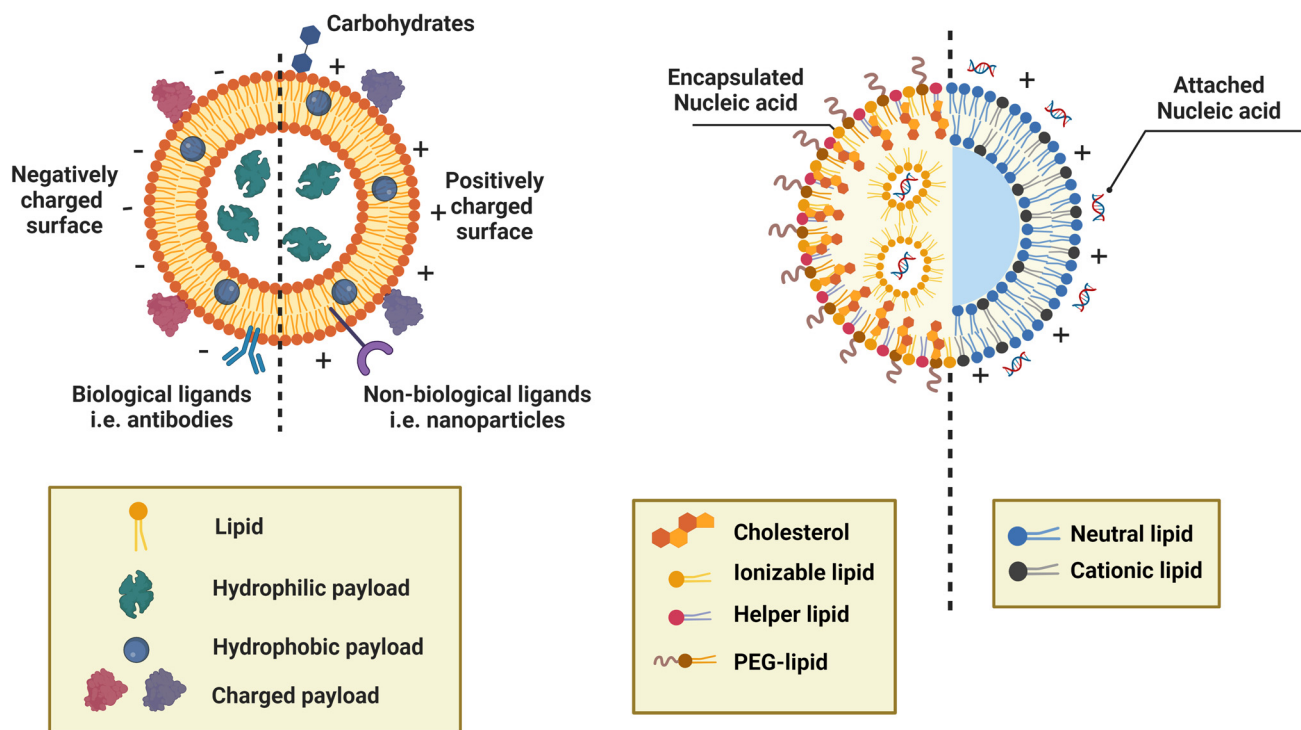 Carbohydrates
-
+
-
+
Negatively
charged
surface
Positively
charged
surface
-
+
-
+
-
+
Biological ligands
i.e. antibodies
Non-biological ligands
i.e. nanoparticles
Lipid
Hydrophilic payload
Hydrophobic payload
Charged payload
Encapsulated
Nucleic acid
Attached
Nucleic acid
+
+
+
+
+
Cholesterol
Ionizable lipid
Helper lipid
PEG-lipid
Neutral lipid
Cationic lipid